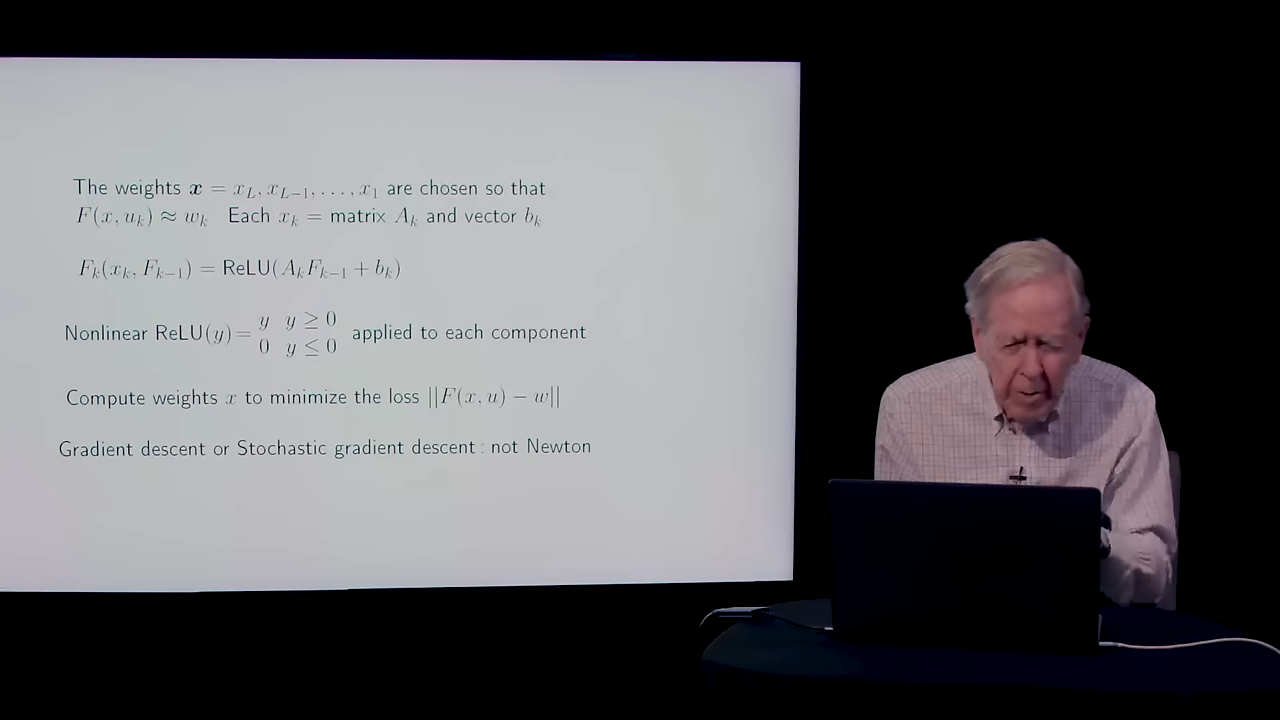 The weights x = x_L, x_{L−1}, . . . , x_1 are chosen so that
F(x, u_k) ≈ w_k Each x_k = matrix A_k and vector b_k
F_k(x_k, F_{k−1}) = ReLU(A_kF_{k−1} + b_k)
Nonlinear ReLU(y) = y y ≥ 0 0 y ≤ 0 applied to each component
Compute weights x to minimize the loss ||F(x, u) − w||
Gradient descent or Stochastic gradient descent : not Newton